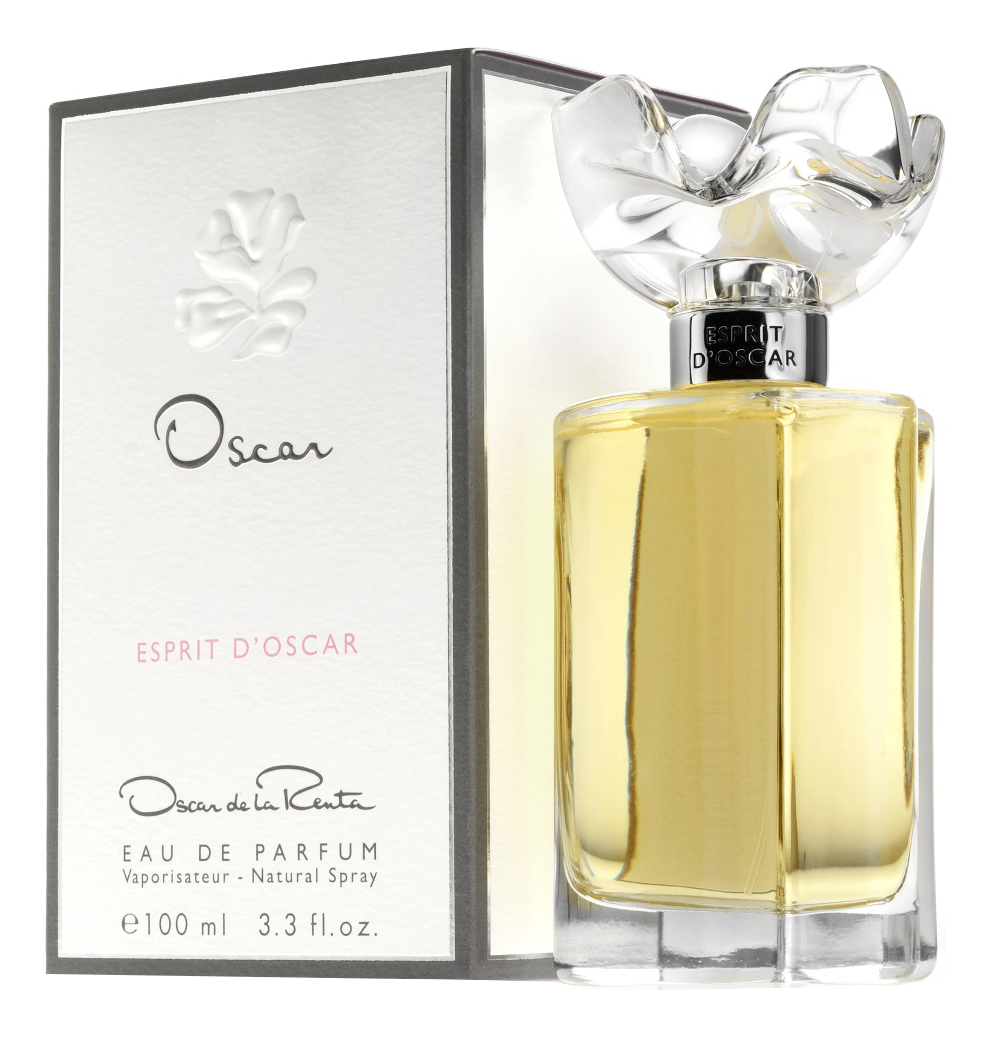 Oscar
ESPRIT D'OSCAR
Oscar de la Renta
EAU DE PARFUM
Vaporisateur - Natural Spray
℮100 ml 3.3 fl.oz.
ESPRIT
D'OSCAR